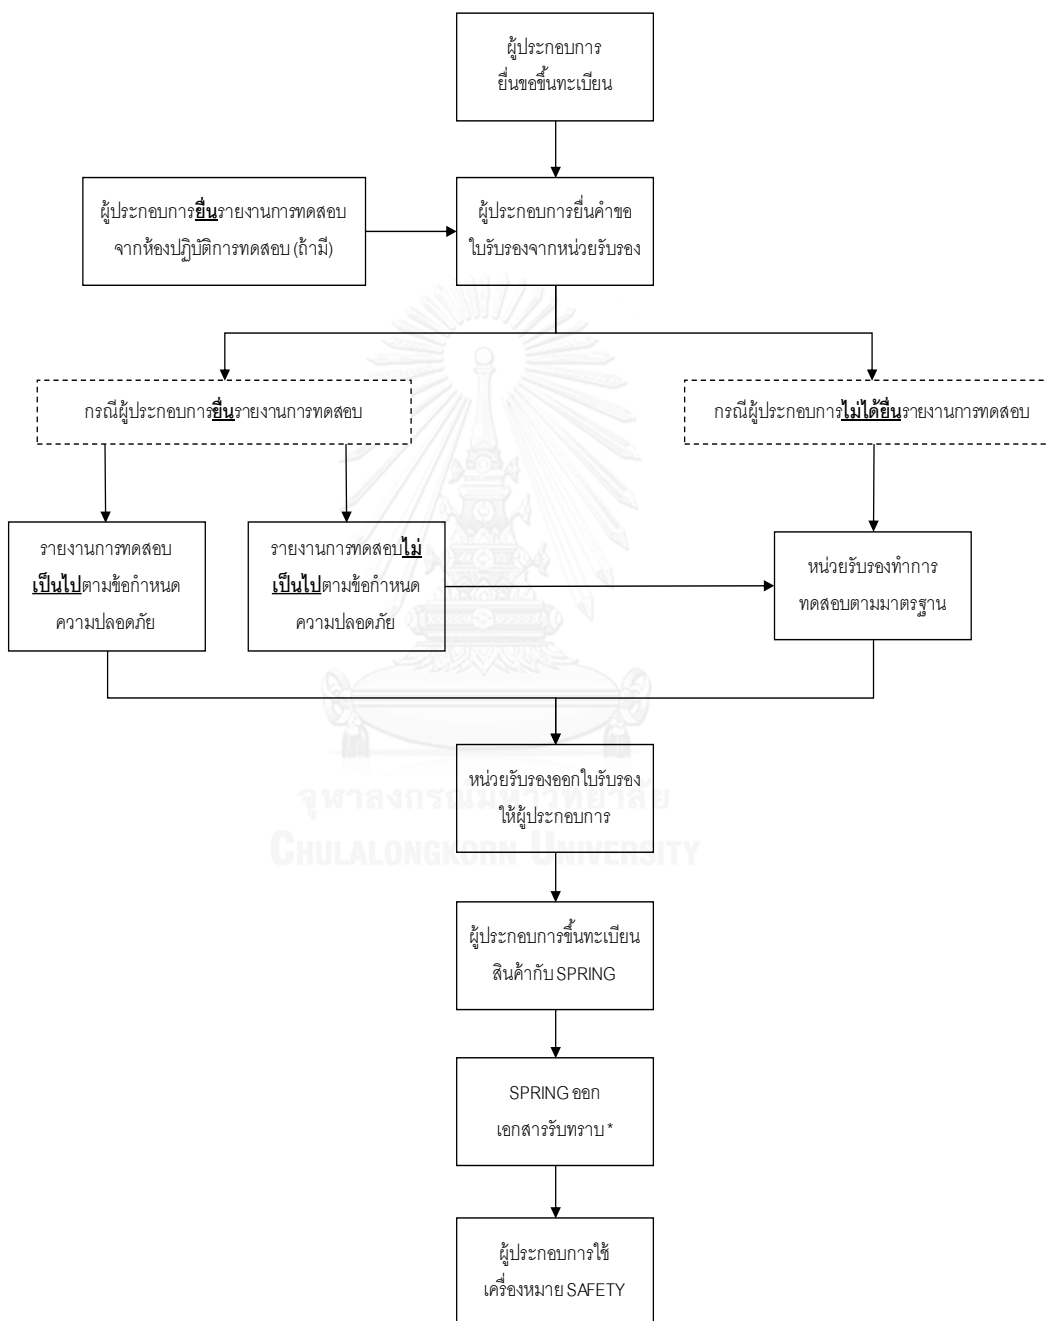 ผู้ประกอบการ
ยื่นขอขึ้นทะเบียน
ผู้ประกอบการยื่นรายงานการทดสอบ
จากห้องปฏิบัติการทดสอบ (ถ้ามี)
ผู้ประกอบการยื่นคำขอ
ใบรับรองจากหน่วยรับรอง
กรณีผู้ประกอบการยื่นรายงานการทดสอบ
กรณีผู้ประกอบการไม่ได้ยื่นรายงานการทดสอบ
รายงานการทดสอบ
เป็นไปตามข้อกำหนด
ความปลอดภัย
รายงานการทดสอบไม่
เป็นไปตามข้อกำหนด
ความปลอดภัย
หน่วยรับรองทำการ
ทดสอบตามมาตรฐาน
หน่วยรับรองออกใบรับรอง
ให้ผู้ประกอบการ
จุฬาลงกรณ์มหาวิทยาลัย
CHULALONGKORN UNIVERSITY
ผู้ประกอบการขึ้นทะเบียน
สินค้ากับ SPRING
SPRING ออก
เอกสารรับทราบ *
ผู้ประกอบการใช้
เครื่องหมาย SAFETY